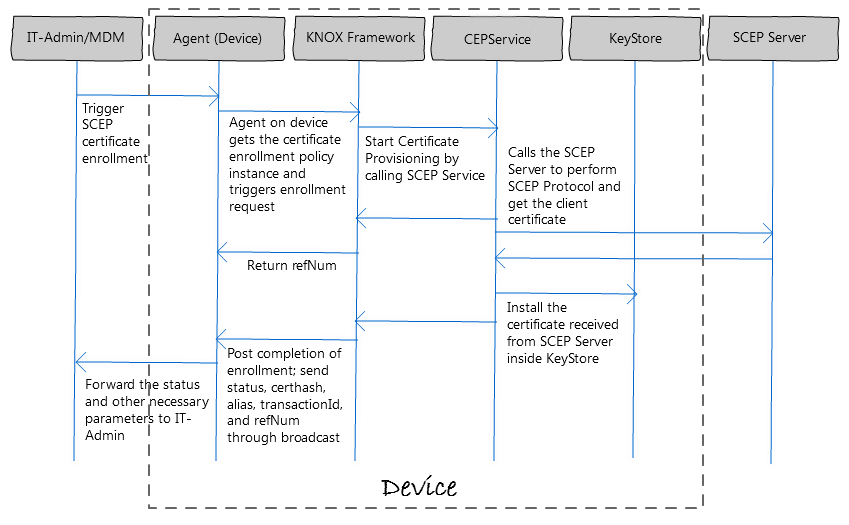 IT-Admin/MDM
Agent (Device)
KNOX Framework
CEPService
KeyStore
SCEP Server
Trigger
SCEP
certificate
enrollment
Agent on device
gets the certificate
enrollment policy
instance and
triggers enrollment
request
Start Certificate
Provisioning by
calling SCEP Service
Calls the SCEP
Server to perform
SCEP Protocol and
get the client
certificate
Return refNum
Install the
certificate received
from SCEP Server
inside KeyStore
Post completion of
enrollment; send
status, certhash,
alias, transactionId,
and refNum
through broadcast
Forward the status
and other necessary
parameters to IT-
Admin
Device